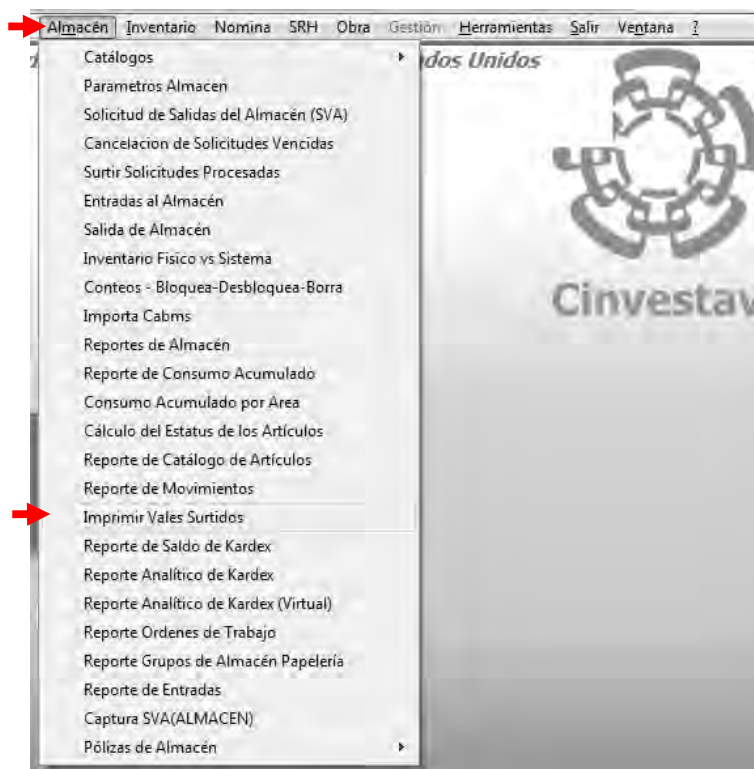 Almacén Inventario Nomina SRH Obra Gestión Herramientas Salir Ventana ?
dos Unidos
Catálogos
Parametros Almacen
Solicitud de Salidas del Almacén (SVA)
Cancelacion de Solicitudes Vencidas
Surtir Solicitudes Procesadas
Entradas al Almacén
Salida de Almacén
Inventario Fisico vs Sistema
Conteos - Bloquea-Desbloquea-Borra
Importa Cabms
Reportes de Almacén
Reporte de Consumo Acumulado
Consumo Acumulado por Area
Cálculo del Estatus de los Artículos
Reporte de Catálogo de Artículos
Reporte de Movimientos
Imprimir Vales Surtidos
Reporte de Saldo de Kardex
Reporte Analítico de Kardex
Reporte Analítico de Kardex (Virtual)
Reporte Ordenes de Trabajo
Reporte Grupos de Almacén Papelería
Reporte de Entradas
Captura SVA(ALMACEN)
Pólizas de Almacén
Cinvestav